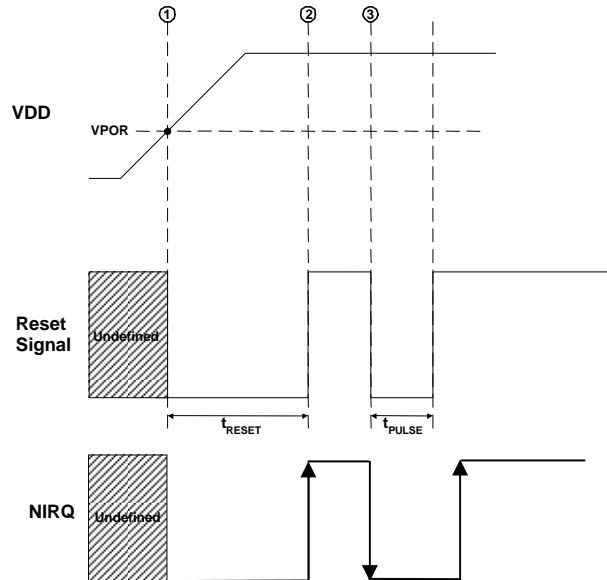 1 2 3
VDD
VPOR
Reset
Signal
Undefined
tRESET
tPULSE
NIRQ
Undefined